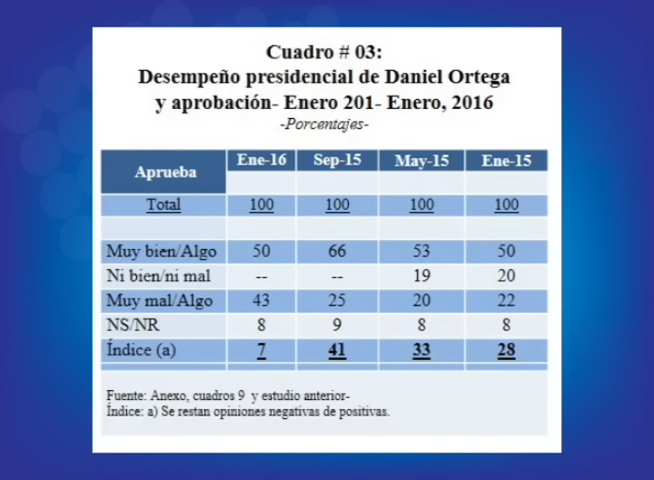 Cuadro # 03:
Desempeño presidencial de Daniel Ortega
y aprobación- Enero 201- Enero, 2016
-Porcentajes-
Aprueba Ene-16 Sep-15 May-15 Ene-15
Total 100 100 100 100
Muy bien/Algo 50 66 53 50
Ni bien/ni mal -- -- 19 20
Muy mal/Algo 43 25 20 22
NS/NR 8 9 8 8
Índice (a) 7 41 33 28
Fuente: Anexo, cuadros 9 y estudio anterior-
Índice: a) Se restan opiniones negativas de positivas.